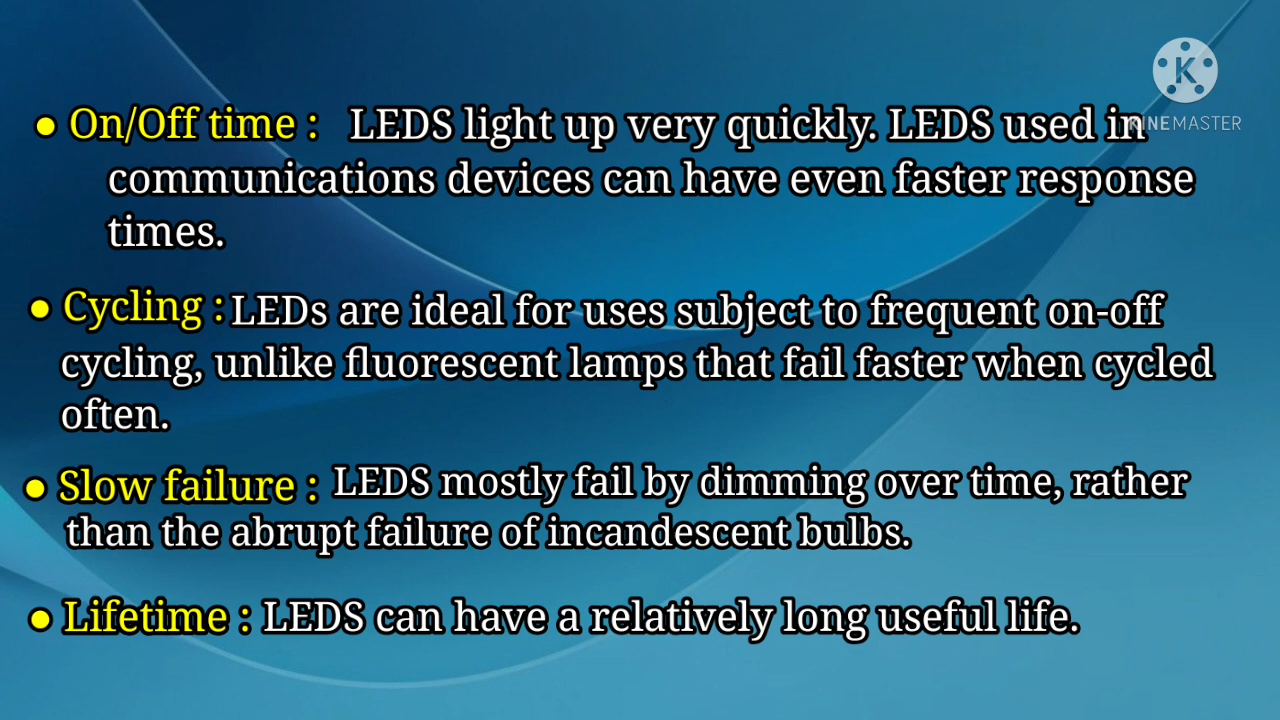 K
KINEMASTER
• On/Off time : LEDS light up very quickly. LEDS used in
communications devices can have even faster response
times.
• Cycling : LEDs are ideal for uses subject to frequent on-off
cycling, unlike fluorescent lamps that fail faster when cycled
often.
• Slow failure : LEDS mostly fail by dimming over time, rather
than the abrupt failure of incandescent bulbs.
• Lifetime : LEDS can have a relatively long useful life.